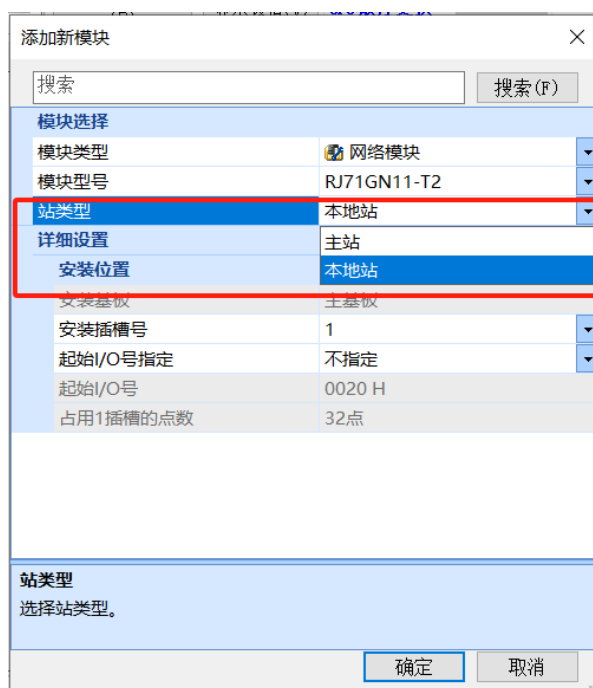 添加新模块
搜索 搜索(F)
模块选择
模块类型 网络模块
模块型号 RJ71GN11-T2
站类型 本地站
详细设置 主站
安装位置 本地站
安装基板 主基板
安装插槽号 1
起始I/O号指定 不指定
起始I/O号 0020 H
占用1插槽的点数 32点
站类型
选择站类型。
确定 取消